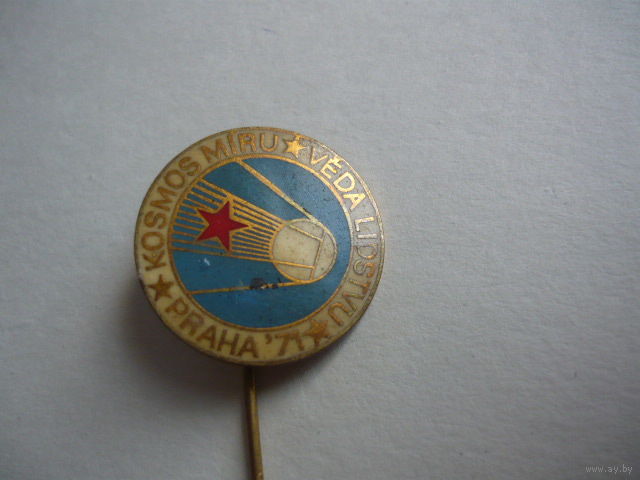 KOSMOS MÍRU ★ VĚDA LIDSTVU ★ PRAHA '71 ★
www.ay.by